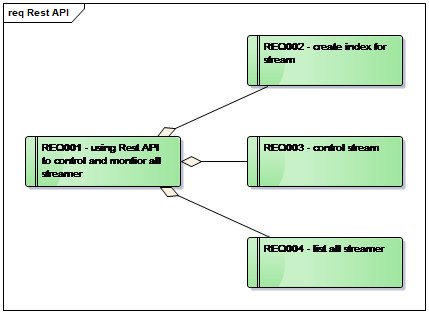 req Rest API
REQ002 - create index for
stream
REQ001 - using Rest API
to control and montior all
streamer
REQ003 - control stream
REQ004 - list all streamer